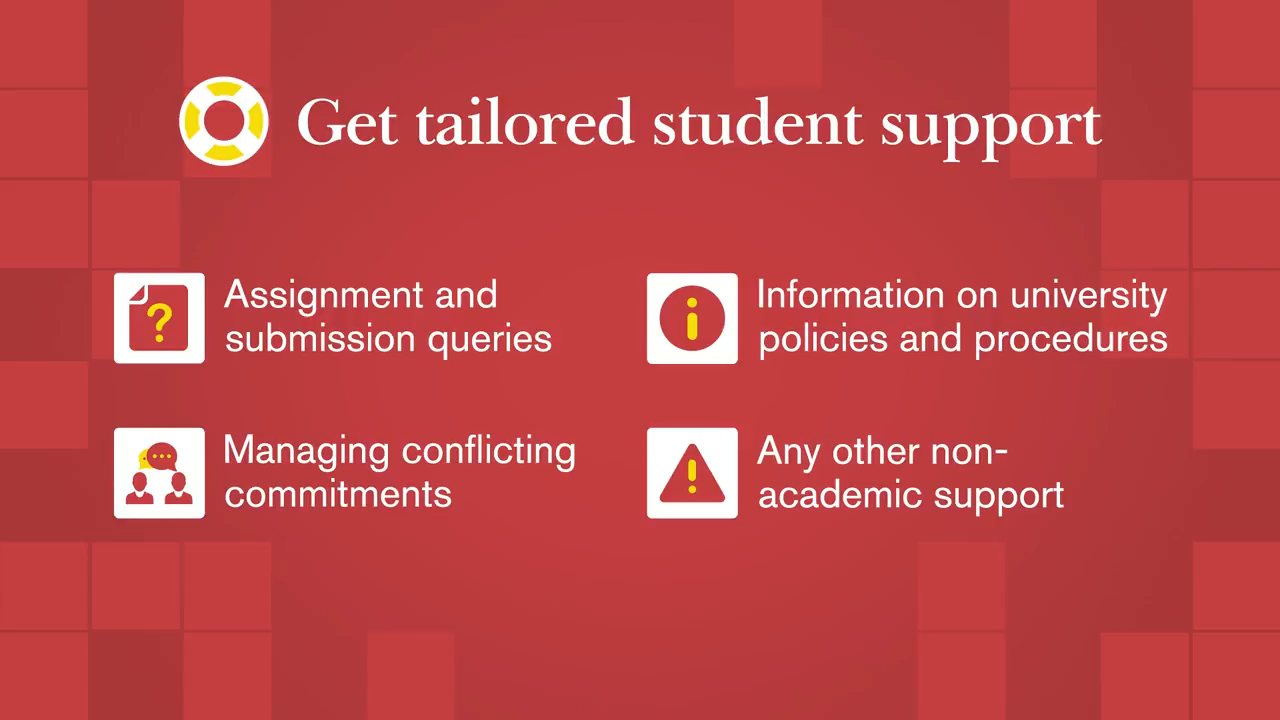 Get tailored student support
Assignment and
submission queries
Information on university
policies and procedures
Managing conflicting
commitments
Any other non-
academic support